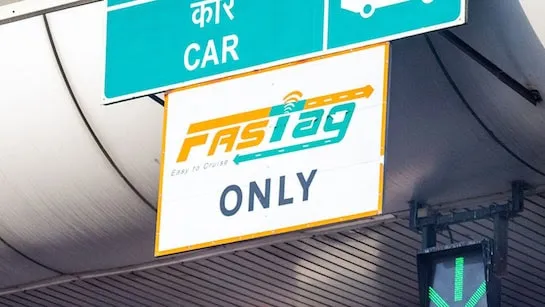 कार
CAR
FASTag
Easy to Cruise
ONLY